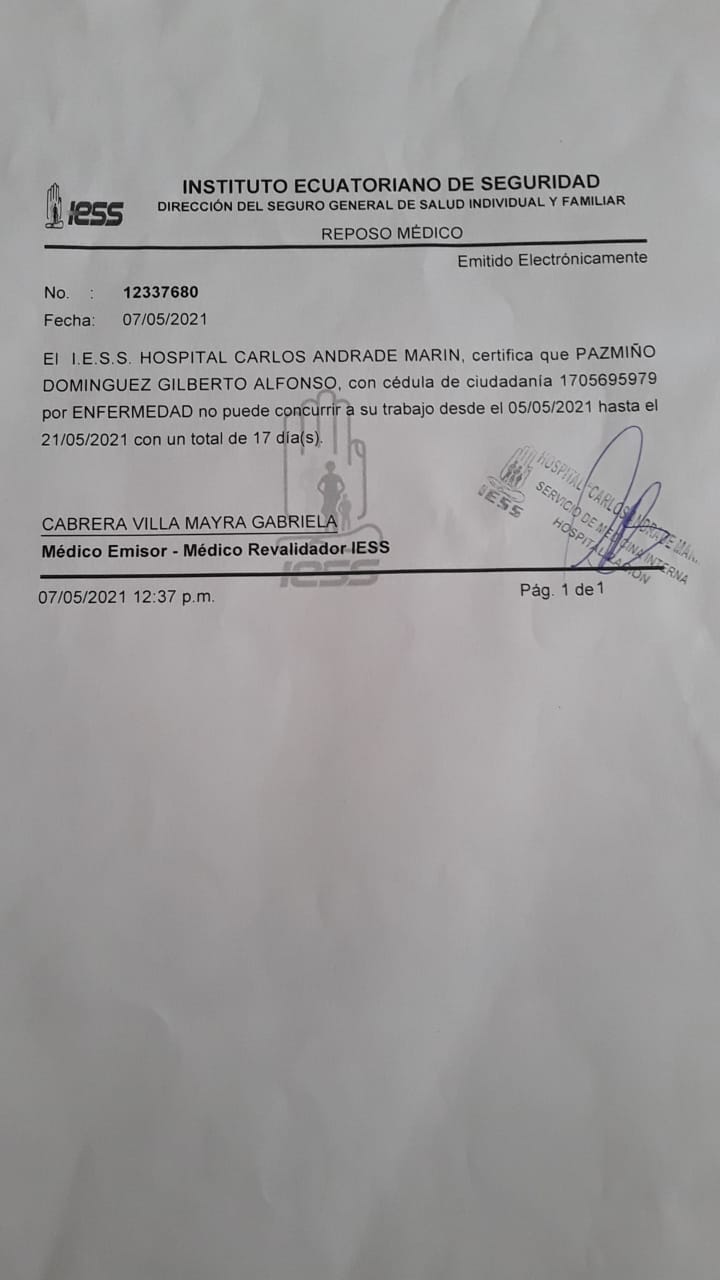 iess
INSTITUTO ECUATORIANO DE SEGURIDAD
DIRECCIÓN DEL SEGURO GENERAL DE SALUD INDIVIDUAL Y FAMILIAR
REPOSO MÉDICO
Emitido Electrónicamente
No. : 12337680
Fecha: 07/05/2021
El I.E.S.S. HOSPITAL CARLOS ANDRADE MARIN, certifica que PAZMIÑO
DOMINGUEZ GILBERTO ALFONSO, con cédula de ciudadanía 1705695979
por ENFERMEDAD no puede concurrir a su trabajo desde el 05/05/2021 hasta el
21/05/2021 con un total de 17 día(s).
HOSPITAL "CARLOS ANDRADE MAR
SERVICIO DE MEDICINA INTERNA
HOSPITALIZACIÓN
IESS
CABRERA VILLA MAYRA GABRIELA
Médico Emisor - Médico Revalidador IESS
iess
07/05/2021 12:37 p.m.
Pág. 1 de 1